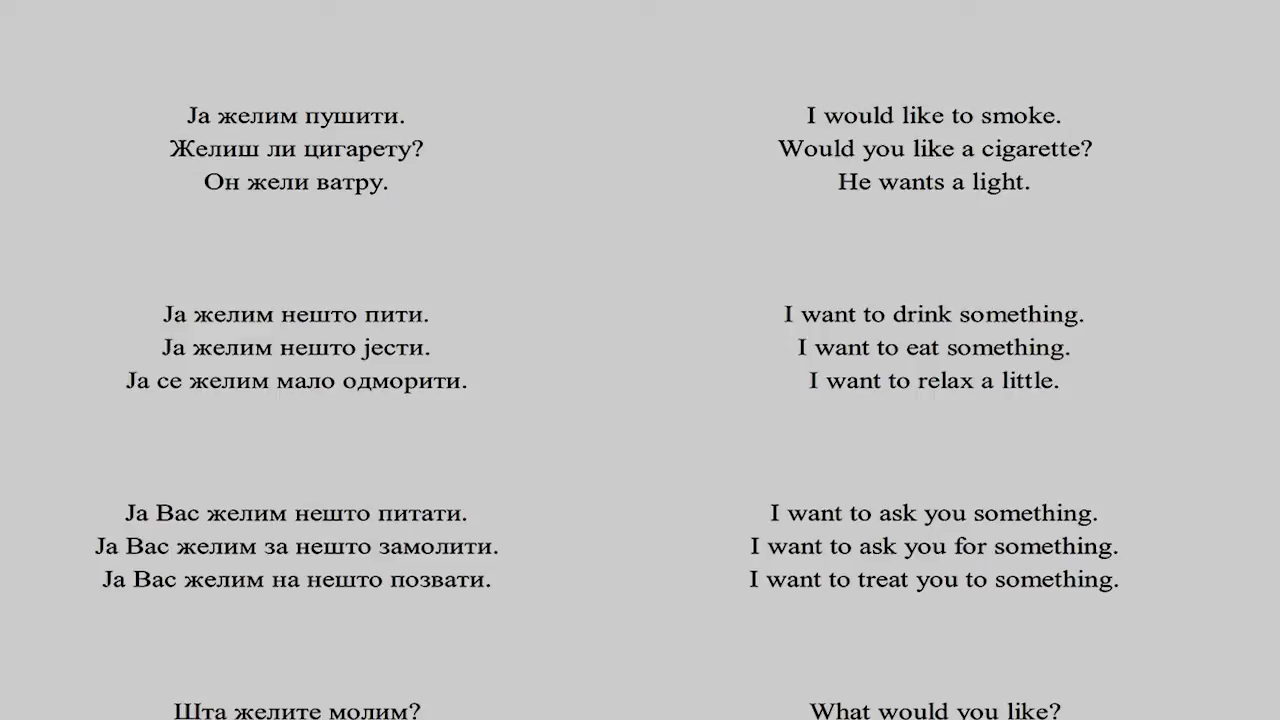 Ја желим пушити.
Желиш ли цигарету?
Он жели ватру.
I would like to smoke.
Would you like a cigarette?
He wants a light.
Ја желим нешто пити.
Ја желим нешто јести.
Ја се желим мало одморити.
I want to drink something.
I want to eat something.
I want to relax a little.
Ја Вас желим нешто питати.
Ја Вас желим за нешто замолити.
Ја Вас желим на нешто позвати.
I want to ask you something.
I want to ask you for something.
I want to treat you to something.
Шта желите молим?
What would you like?